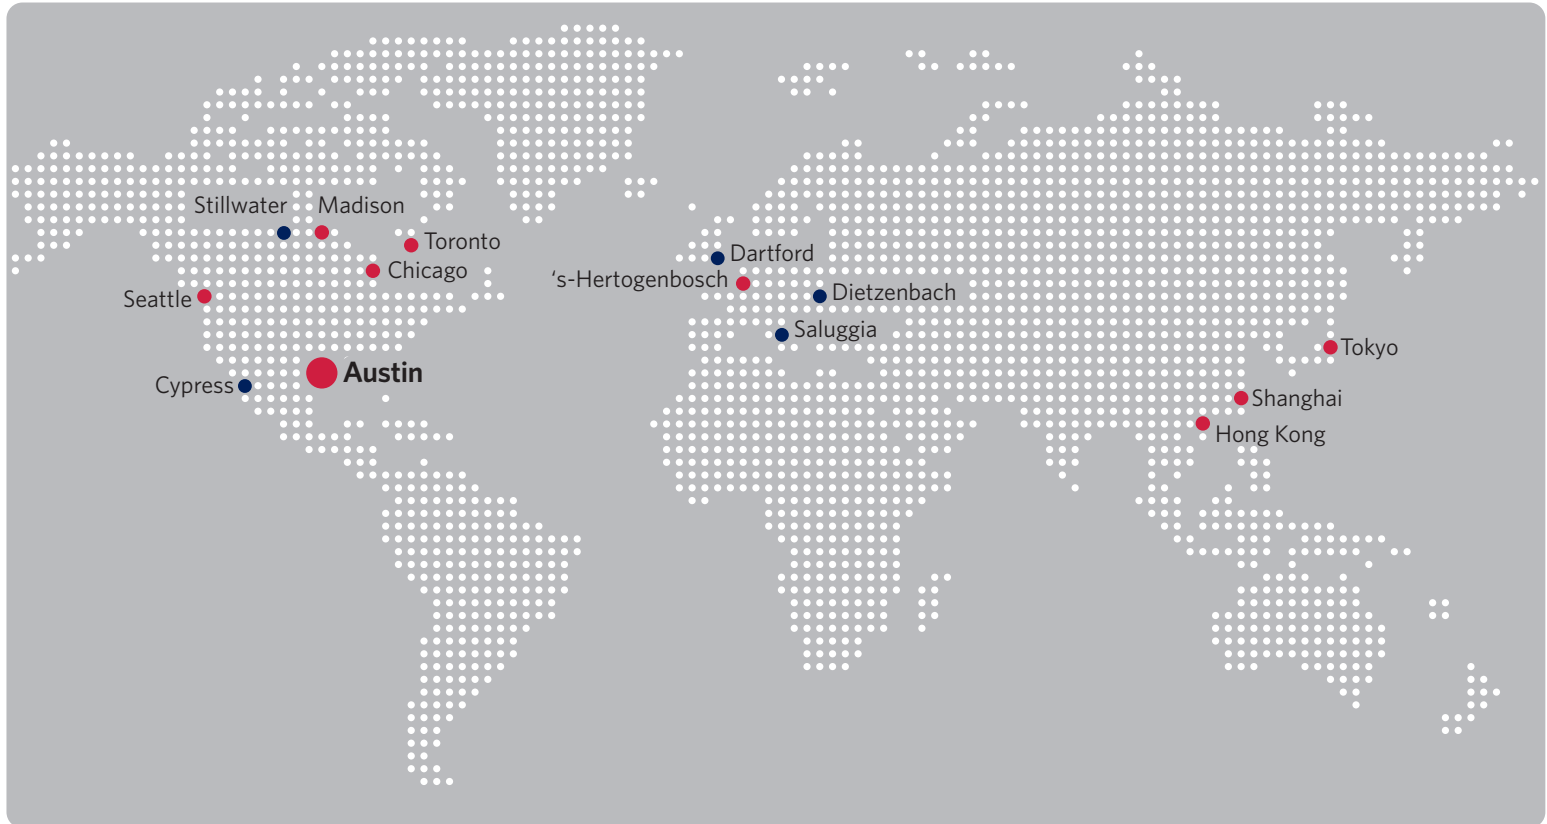 Stillwater
Madison
Toronto
Chicago
Seattle
Austin
Cypress
Dartford
‘s-Hertogenbosch
Dietzenbach
Saluggia
Tokyo
Shanghai
Hong Kong